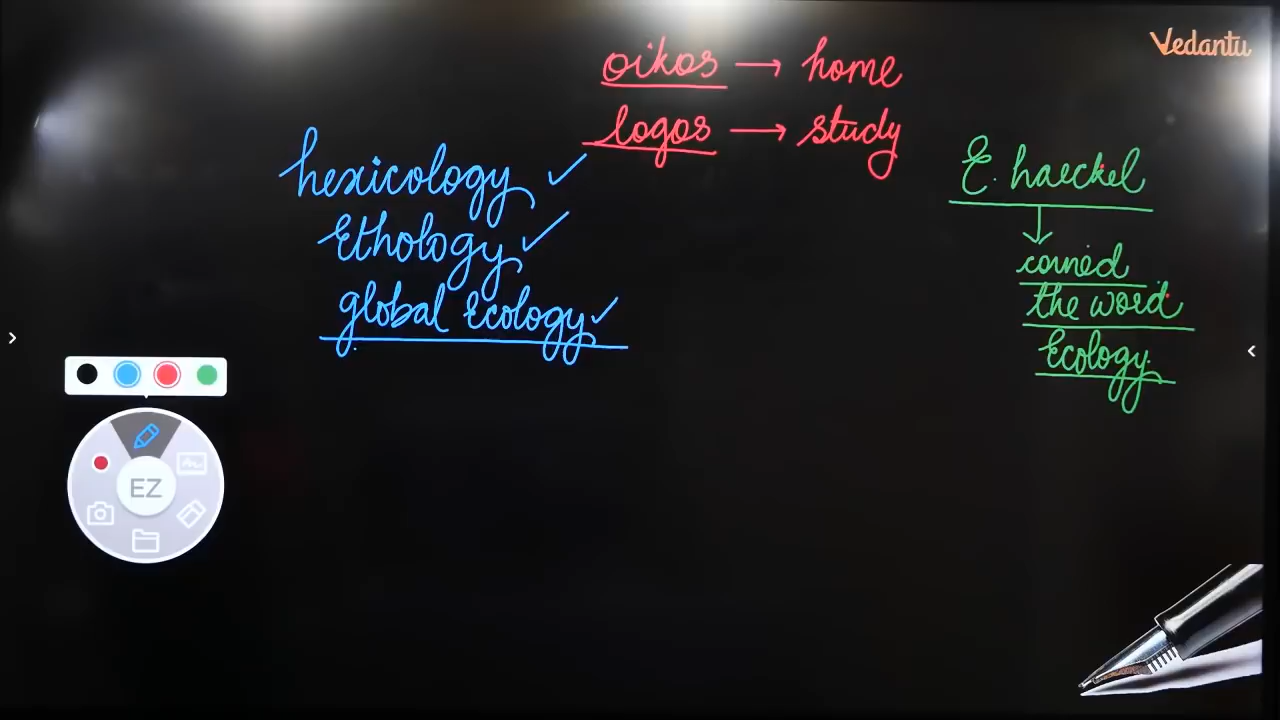 Vedantu
oikos → home
logos → study
hexicology ✓
Ethology ✓
global Ecology ✓
E. haeckel
↓
coined
the word
Ecology.
EZ